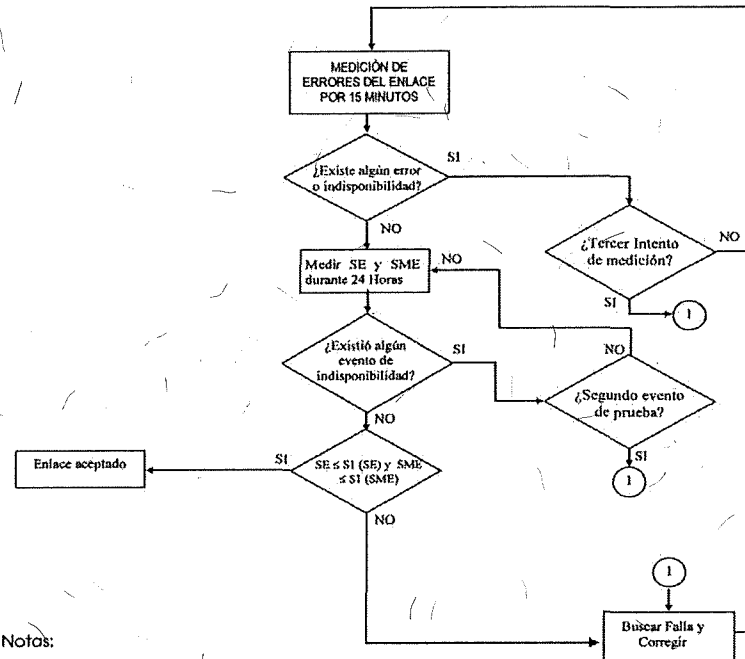 MEDICIÓN DE
ERRORES DEL ENLACE
POR 15 MINUTOS
¿Existe algún error
o indisponibilidad?
SI
NO
¿Tercer Intento
de medición?
NO
SI
1
Medir SE y SME
durante 24 Horas
NO
¿Existió algún
evento de
indisponibilidad?
SI
NO
NO
¿Segundo evento
de prueba?
SI
1
Enlace aceptado
SI
SE ≤ S1 (SE) y SME
≤ S1 (SME)
NO
1
Buscar Falla y
Corregir
Notas: